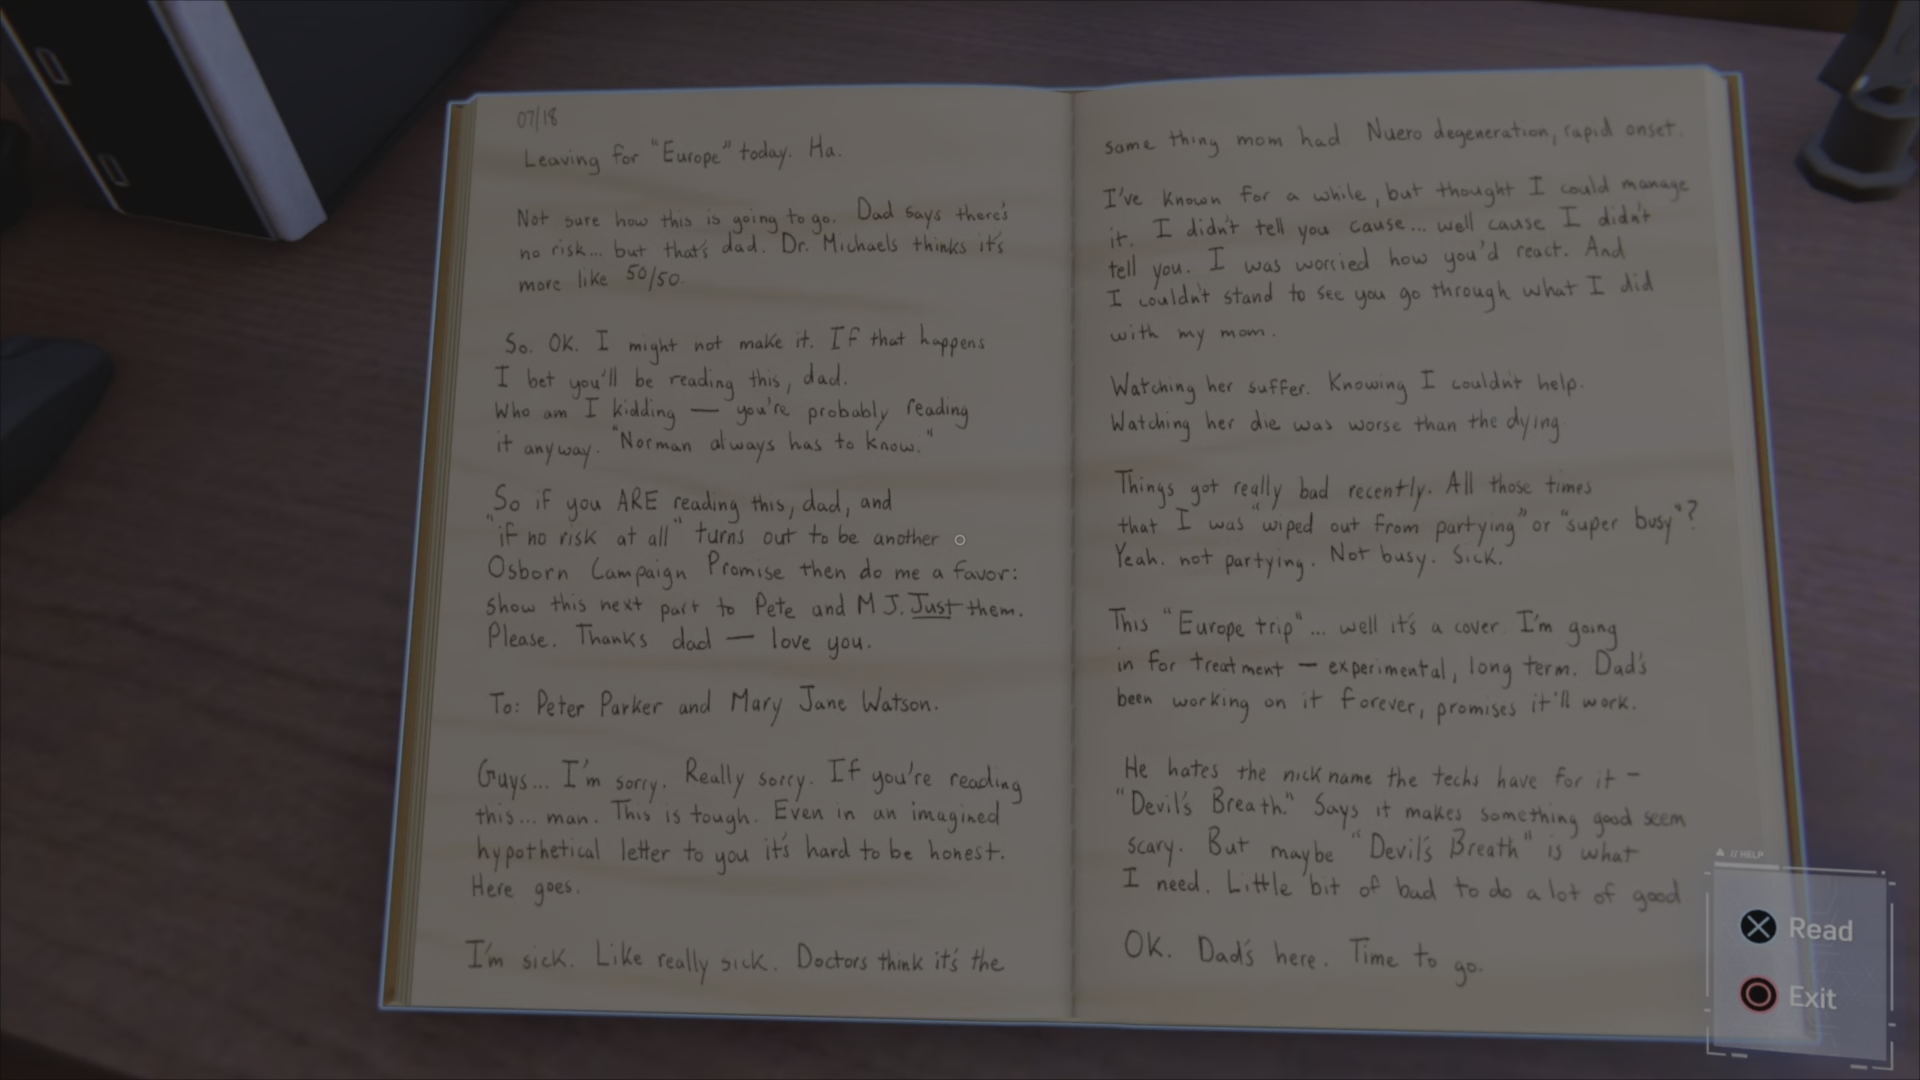 07/18
Leaving for "Europe" today. Ha.
Not sure how this is going to go. Dad says there's
no risk... but that's dad. Dr. Michaels thinks it's
more like 50/50.
So. OK. I might not make it. If that happens
I bet you'll be reading this, dad.
Who am I kidding — you're probably reading
it anyway. "Norman always has to know."
So if you ARE reading this, dad, and
"if no risk at all" turns out to be another
Osborn Campaign Promise then do me a favor:
show this next part to Pete and MJ. Just them.
Please. Thanks dad — love you.
To: Peter Parker and Mary Jane Watson.
Guys... I'm sorry. Really sorry. If you're reading
this... man. This is tough. Even in an imagined
hypothetical letter to you it's hard to be honest.
Here goes.
I'm sick. Like really sick. Doctors think it's the
same thing mom had Nuero degeneration, rapid onset.
I've known for a while, but thought I could manage
it. I didn't tell you cause... well cause I didn't
tell you. I was worried how you'd react. And
I couldn't stand to see you go through what I did
with my mom.
Watching her suffer. Knowing I couldn't help.
Watching her die was worse than the dying.
Things got really bad recently. All those times
that I was "wiped out from partying" or "super busy"?
Yeah. not partying. Not busy. Sick.
This "Europe trip"... well it's a cover. I'm going
in for treatment — experimental, long term. Dad's
been working on it forever, promises it'll work.
He hates the nickname the techs have for it -
"Devil's Breath." Says it makes something good seem
scary. But maybe "Devil's Breath" is what
I need. Little bit of bad to do a lot of good
OK. Dad's here. Time to go.
// HELP
Read
Exit